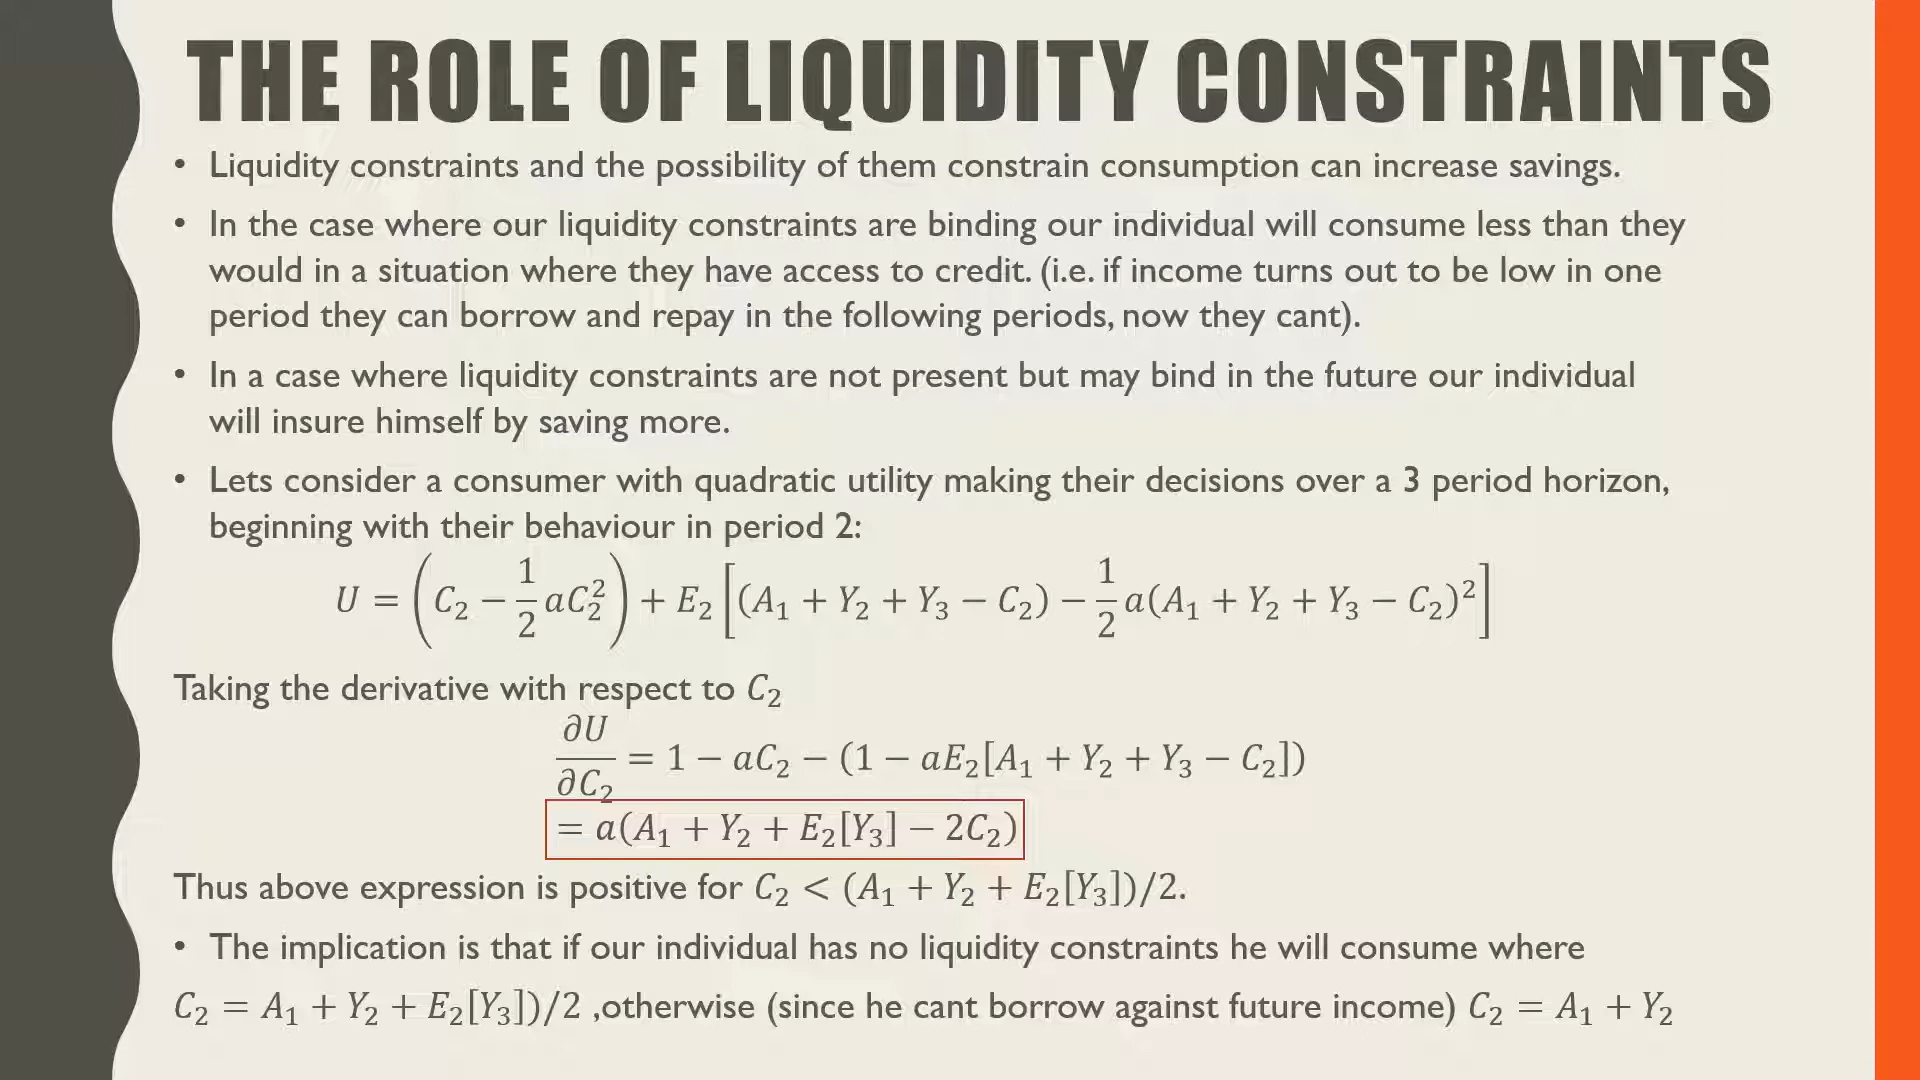 THE ROLE OF LIQUIDITY CONSTRAINTS
• Liquidity constraints and the possibility of them constrain consumption can increase savings.
• In the case where our liquidity constraints are binding our individual will consume less than they
would in a situation where they have access to credit. (i.e. if income turns out to be low in one
period they can borrow and repay in the following periods, now they cant).
• In a case where liquidity constraints are not present but may bind in the future our individual
will insure himself by saving more.
• Lets consider a consumer with quadratic utility making their decisions over a 3 period horizon,
beginning with their behaviour in period 2:
U = (C₂ − 1/2 aC₂²) + E₂[(A₁ + Y₂ + Y₃ − C₂) − 1/2 a(A₁ + Y₂ + Y₃ − C₂)²]
Taking the derivative with respect to C₂
∂U/∂C₂ = 1 − aC₂ − (1 − aE₂[A₁ + Y₂ + Y₃ − C₂])
= a(A₁ + Y₂ + E₂[Y₃] − 2C₂)
Thus above expression is positive for C₂ < (A₁ + Y₂ + E₂[Y₃])/2.
• The implication is that if our individual has no liquidity constraints he will consume where
C₂ = A₁ + Y₂ + E₂[Y₃])/2 ,otherwise (since he cant borrow against future income) C₂ = A₁ + Y₂